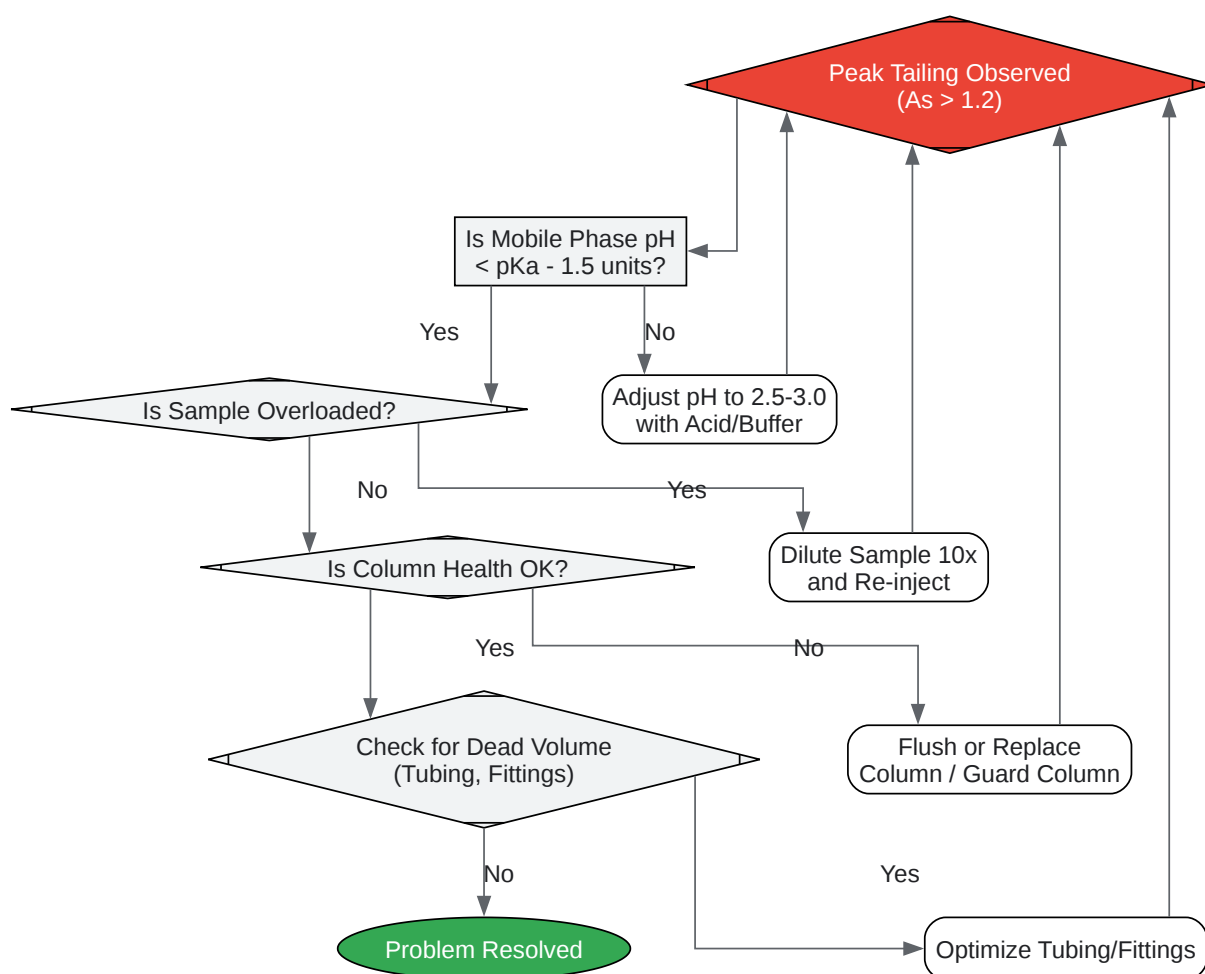 Peak Tailing Observed
(As > 1.2)
Is Mobile Phase pH
< pKa - 1.5 units?
Yes
No
Adjust pH to 2.5-3.0
with Acid/Buffer
Is Sample Overloaded?
No
Yes
Dilute Sample 10x
and Re-inject
Is Column Health OK?
Yes
No
Flush or Replace
Column / Guard Column
Check for Dead Volume
(Tubing, Fittings)
No
Yes
Problem Resolved
Optimize Tubing/Fittings